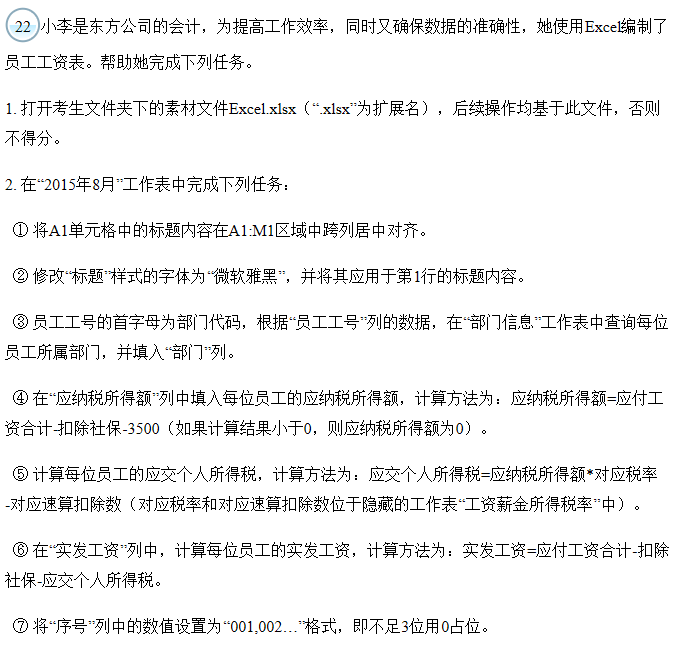 22 小李是东方公司的会计，为提高工作效率，同时又确保数据的准确性，她使用Excel编制了
员工工资表。帮助她完成下列任务。
1. 打开考生文件夹下的素材文件Excel.xlsx（“.xlsx”为扩展名），后续操作均基于此文件，否则
不得分。
2. 在“2015年8月”工作表中完成下列任务：
① 将A1单元格中的标题内容在A1:M1区域中跨列居中对齐。
② 修改“标题”样式的字体为“微软雅黑”，并将其应用于第1行的标题内容。
③ 员工工号的首字母为部门代码，根据“员工工号”列的数据，在“部门信息”工作表中查询每位
员工所属部门，并填入“部门”列。
④ 在“应纳税所得额”列中填入每位员工的应纳税所得额，计算方法为：应纳税所得额=应付工
资合计-扣除社保-3500（如果计算结果小于0，则应纳税所得额为0）。
⑤ 计算每位员工的应交个人所得税，计算方法为：应交个人所得税=应纳税所得额*对应税率
-对应速算扣除数（对应税率和对应速算扣除数位于隐藏的工作表“工资薪金所得税率”中）。
⑥ 在“实发工资”列中，计算每位员工的实发工资，计算方法为：实发工资=应付工资合计-扣除
社保-应交个人所得税。
⑦ 将“序号”列中的数值设置为“001,002…”格式，即不足3位用0占位。